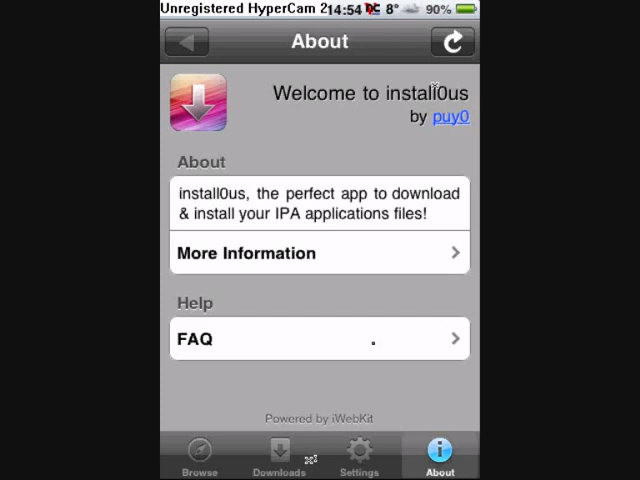 Unregistered HyperCam 2
14:54 8° 90%
About
Welcome to install0us
by puy0
About
install0us, the perfect app to download
& install your IPA applications files!
More Information
Help
FAQ
Powered by iWebKit
Browse Downloads Settings About